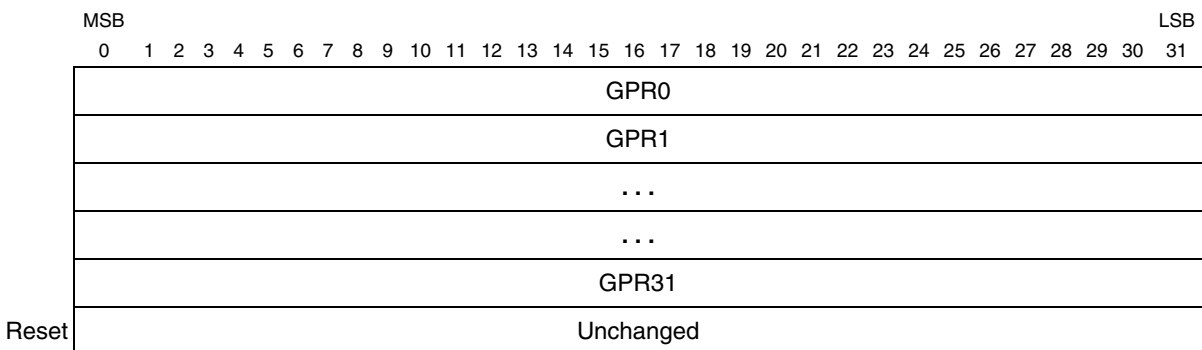 MSB LSB
0 1 2 3 4 5 6 7 8 9 10 11 12 13 14 15 16 17 18 19 20 21 22 23 24 25 26 27 28 29 30 31
GPR0
GPR1
. . .
. . .
GPR31
Reset Unchanged